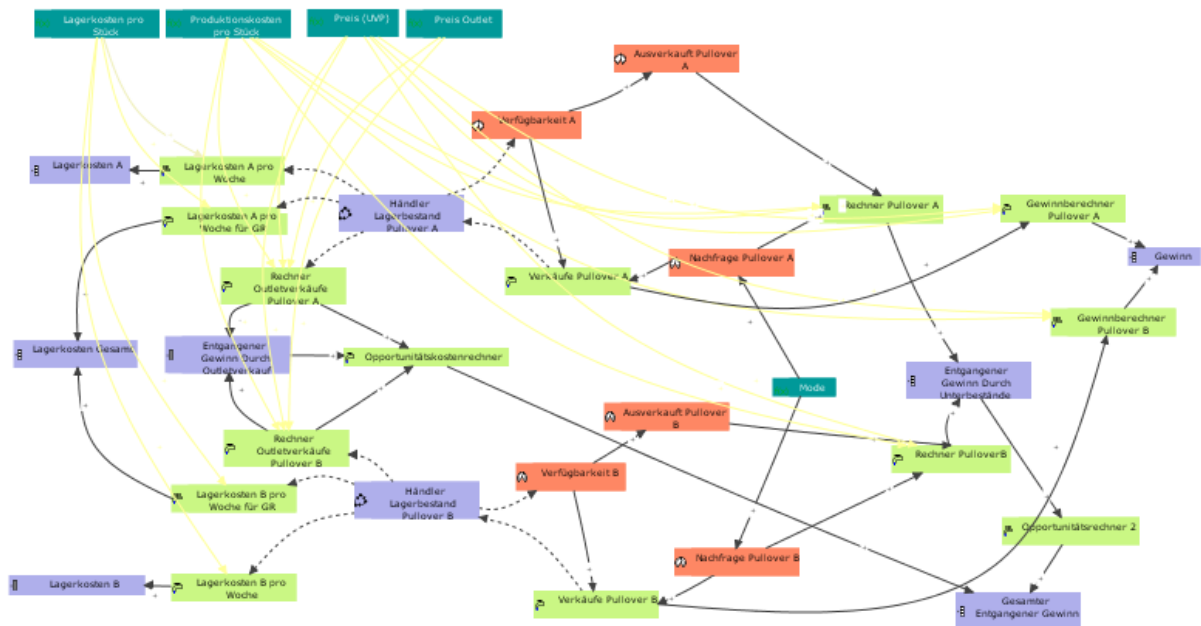 Lagerkosten pro
Stück
Produktionskosten
pro Stück
Preis (UVP)
Preis Outlet
Ausverkauft Pullover
A
Verfügbarkeit A
Lagerkosten A
Lagerkosten A pro
Woche
Lagerkosten A pro
Woche für GR
Händler
Lagerbestand
Pullover A
Rechner Pullover A
Gewinnberechner
Pullover A
Gewinn
Nachfrage Pullover A
Verkäufe Pullover A
Rechner
Outletverkäufe
Pullover A
Gewinnberechner
Pullover B
Lagerkosten Gesamt
Entgangener
Gewinn Durch
Outletverkauf
Opportunitätskostenrechner
Mode
Entgangener
Gewinn Durch
Unterbestände
Ausverkauft Pullover
B
Rechner
Outletverkäufe
Pullover B
Rechner PulloverB
Verfügbarkeit B
Lagerkosten B pro
Woche für GR
Händler
Lagerbestand
Pullover B
Opportunitätsrechner 2
Nachfrage Pullover B
Lagerkosten B
Lagerkosten B pro
Woche
Verkäufe Pullover B
Gesamter
Entgangener Gewinn